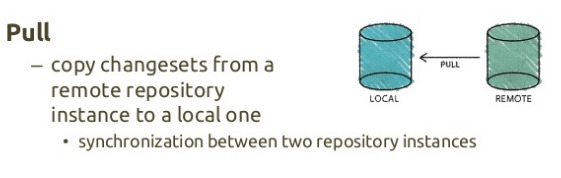 Pull
– copy changesets from a
remote repository
instance to a local one
• synchronization between two repository instances
PULL
LOCAL
REMOTE